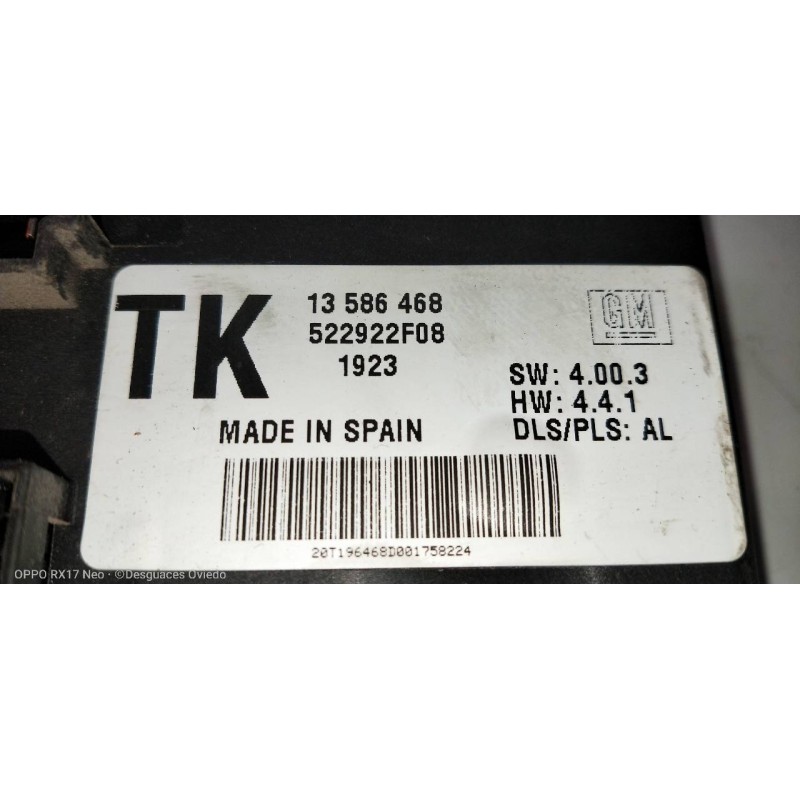 TK
13 586 468
522922F08
1923
GM
SW: 4.00.3
HW: 4.4.1
DLS/PLS: AL
MADE IN SPAIN
20T196468D001758224
OPPO RX17 Neo · ©Desguaces Oviedo